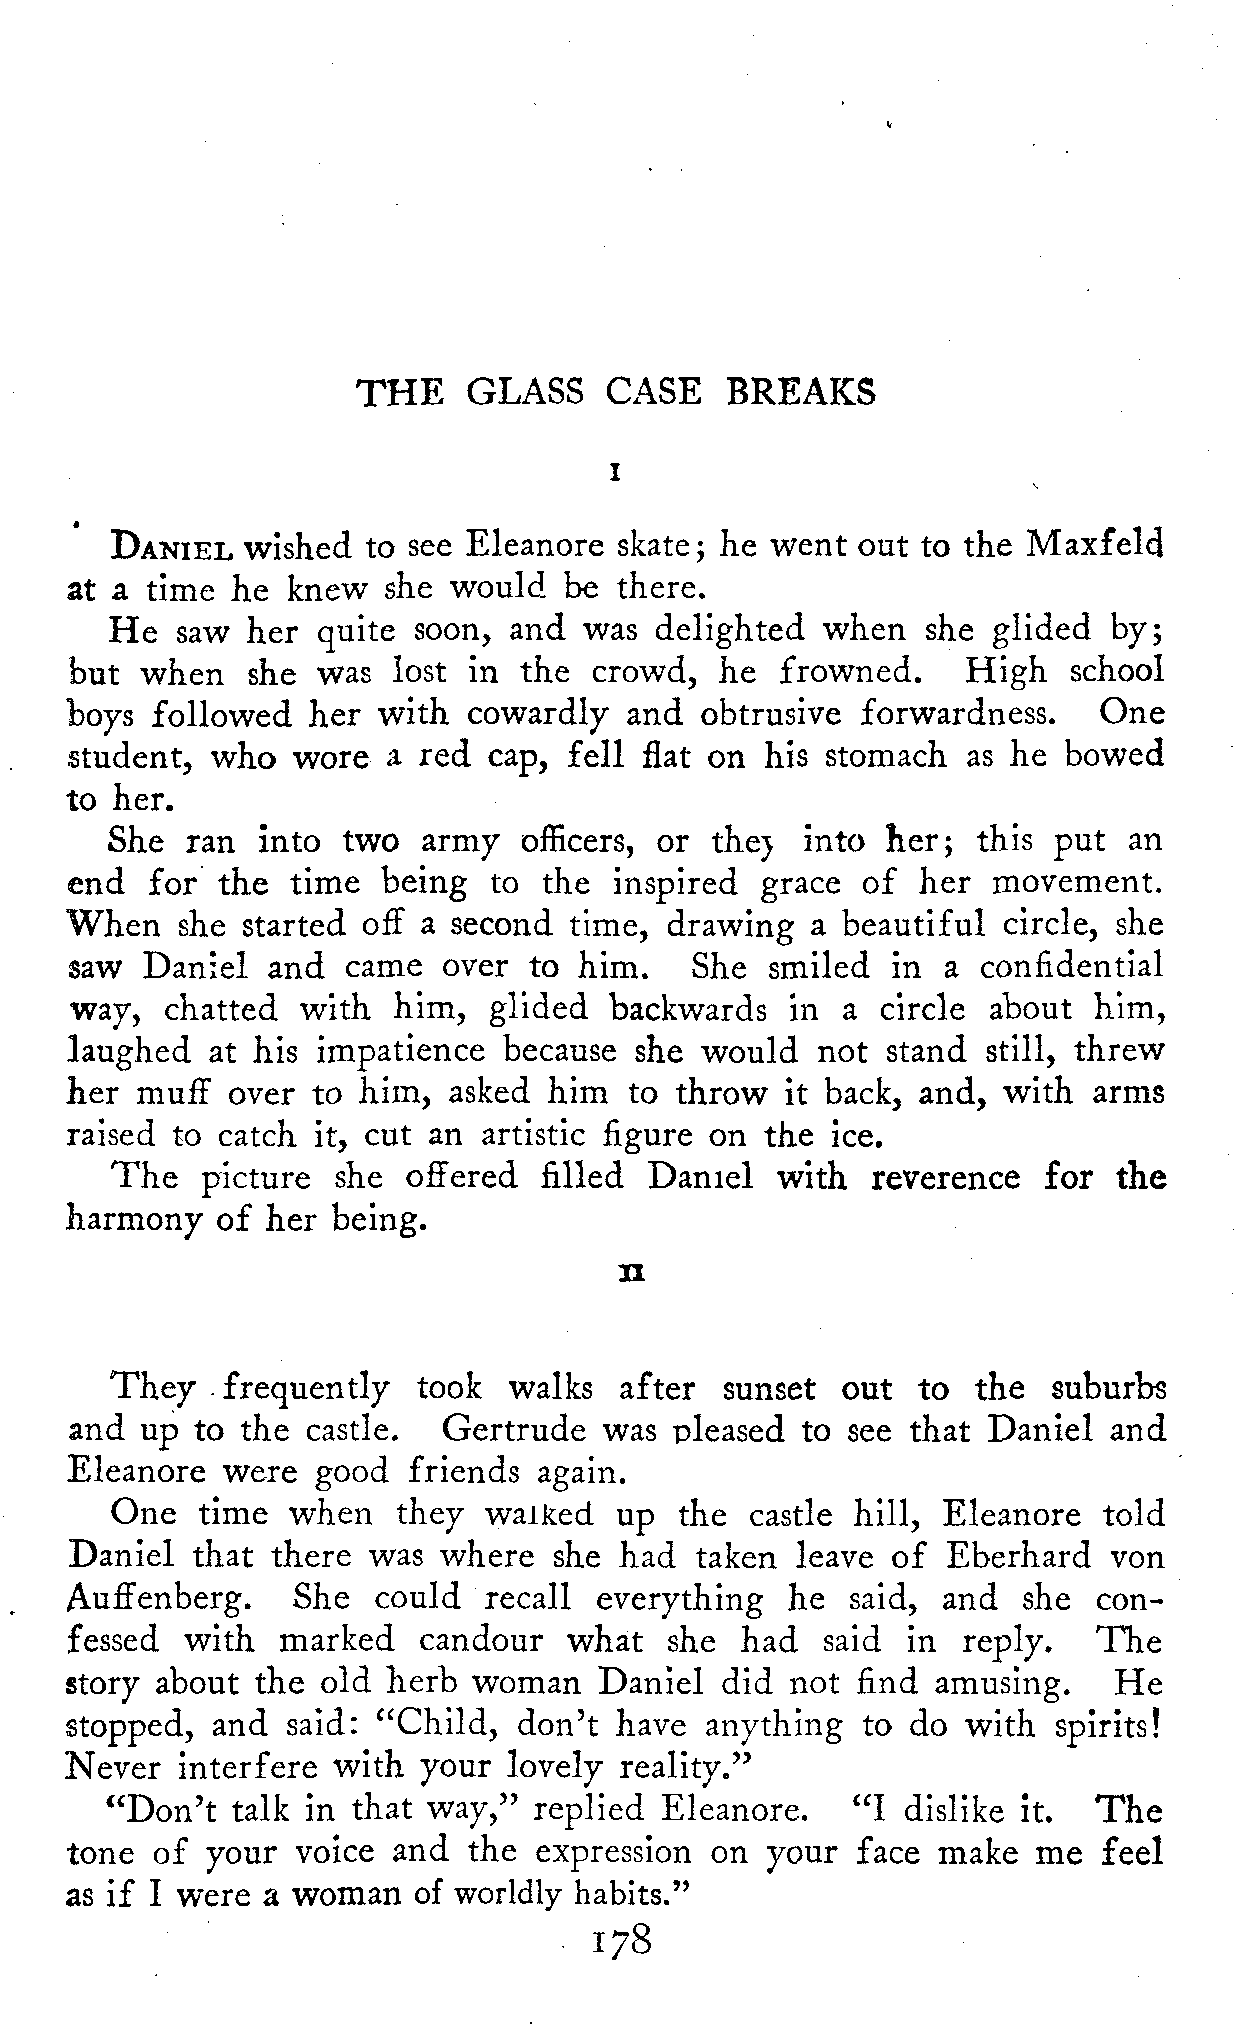 THE GLASS CASE BREAKS
I
DANIEL wished to see Eleanore skate; he went out to the Maxfeld
at a time he knew she would be there.
He saw her quite soon, and was delighted when she glided by;
but when she was lost in the crowd, he frowned. High school
boys followed her with cowardly and obtrusive forwardness. One
student, who wore a red cap, fell flat on his stomach as he bowed
to her.
She ran into two army officers, or they into her; this put an
end for the time being to the inspired grace of her movement.
When she started off a second time, drawing a beautiful circle, she
saw Daniel and came over to him. She smiled in a confidential
way, chatted with him, glided backwards in a circle about him,
laughed at his impatience because she would not stand still, threw
her muff over to him, asked him to throw it back, and, with arms
raised to catch it, cut an artistic figure on the ice.
The picture she offered filled Daniel with reverence for the
harmony of her being.
II
They frequently took walks after sunset out to the suburbs
and up to the castle. Gertrude was pleased to see that Daniel and
Eleanore were good friends again.
One time when they walked up the castle hill, Eleanore told
Daniel that there was where she had taken leave of Eberhard von
Auffenberg. She could recall everything he said, and she con-
fessed with marked candour what she had said in reply. The
story about the old herb woman Daniel did not find amusing. He
stopped, and said: "Child, don't have anything to do with spirits!
Never interfere with your lovely reality."
"Don't talk in that way," replied Eleanore. "I dislike it. The
tone of your voice and the expression on your face make me feel
as if I were a woman of worldly habits."
178